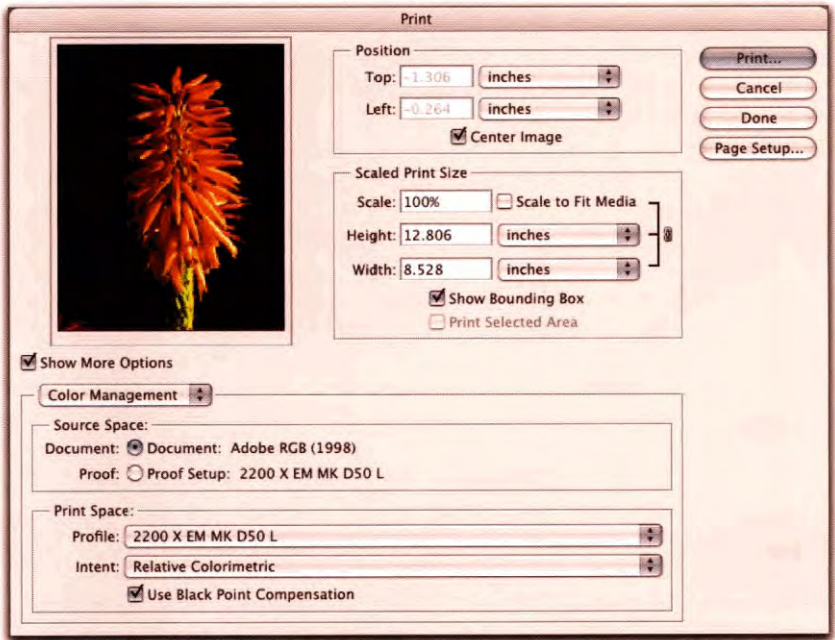 Print
Position
Top: -1.306 inches
Left: -0.264 inches
Center Image
Print...
Cancel
Done
Page Setup...
Scaled Print Size
Scale: 100% Scale to Fit Media
Height: 12.806 inches
Width: 8.528 inches
Show Bounding Box
Print Selected Area
Show More Options
Color Management
Source Space:
Document: Document: Adobe RGB (1998)
Proof: Proof Setup: 2200 X EM MK D50 L
Print Space:
Profile: 2200 X EM MK D50 L
Intent: Relative Colorimetric
Use Black Point Compensation